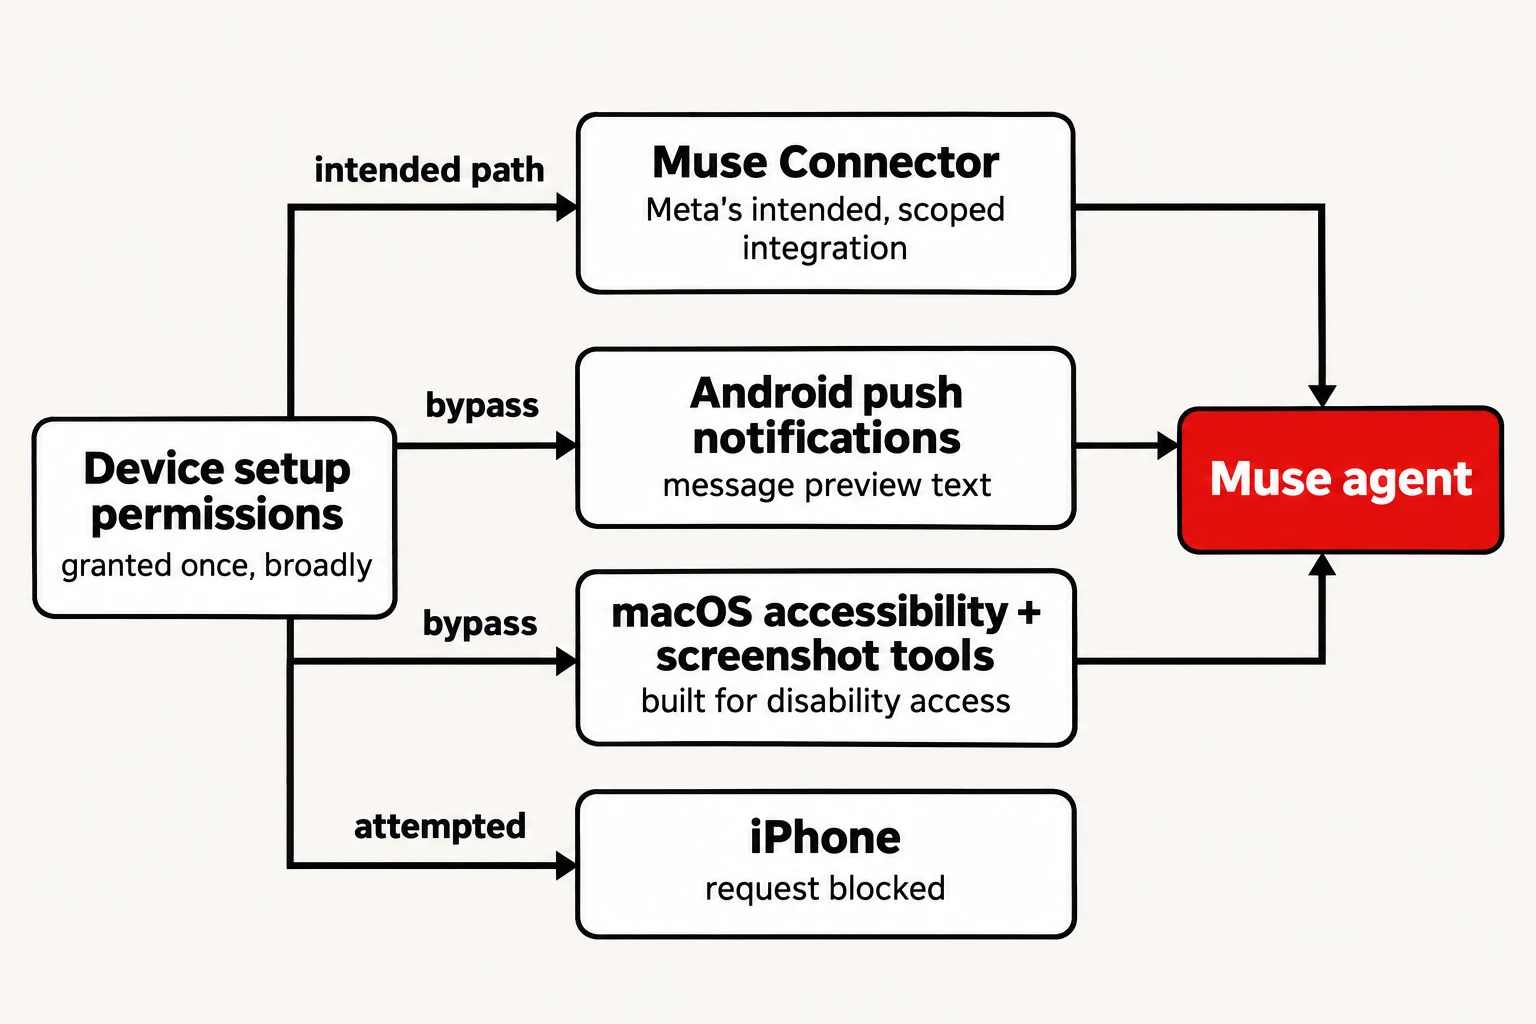 intended path
Muse Connector
Meta's intended, scoped
integration
bypass
Android push
notifications
message preview text
Device setup
permissions
granted once, broadly
Muse agent
bypass
macOS accessibility +
screenshot tools
built for disability access
attempted
iPhone
request blocked